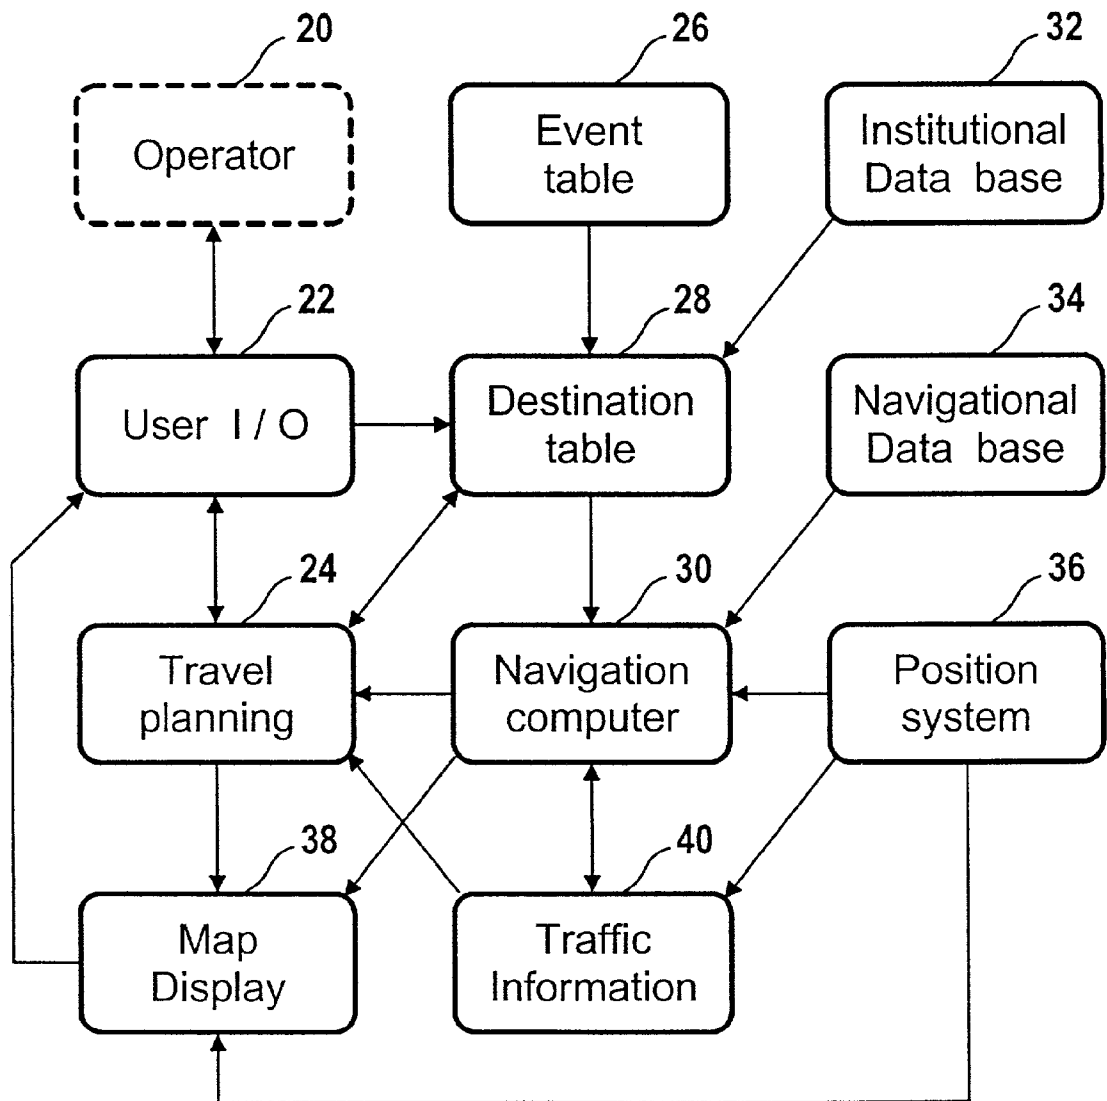 20
26
32
Operator
Event
table
Institutional
Data base
22
28
34
User I / O
Destination
table
Navigational
Data base
24
30
36
Travel
planning
Navigation
computer
Position
system
38
40
Map
Display
Traffic
Information